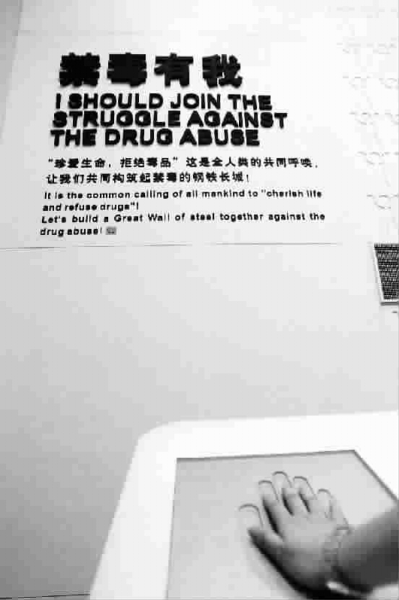 禁毒有我
I SHOULD JOIN THE
STRUGGLE AGAINST
THE DRUG ABUSE
“珍爱生命，拒绝毒品”这是全人类的共同呼唤，
让我们共同构筑起禁毒的钢铁长城！
It is the common calling of all mankind to "cherish life
and refuse drugs"!
Let's build a Great Wall of steel together against the
drug abuse!